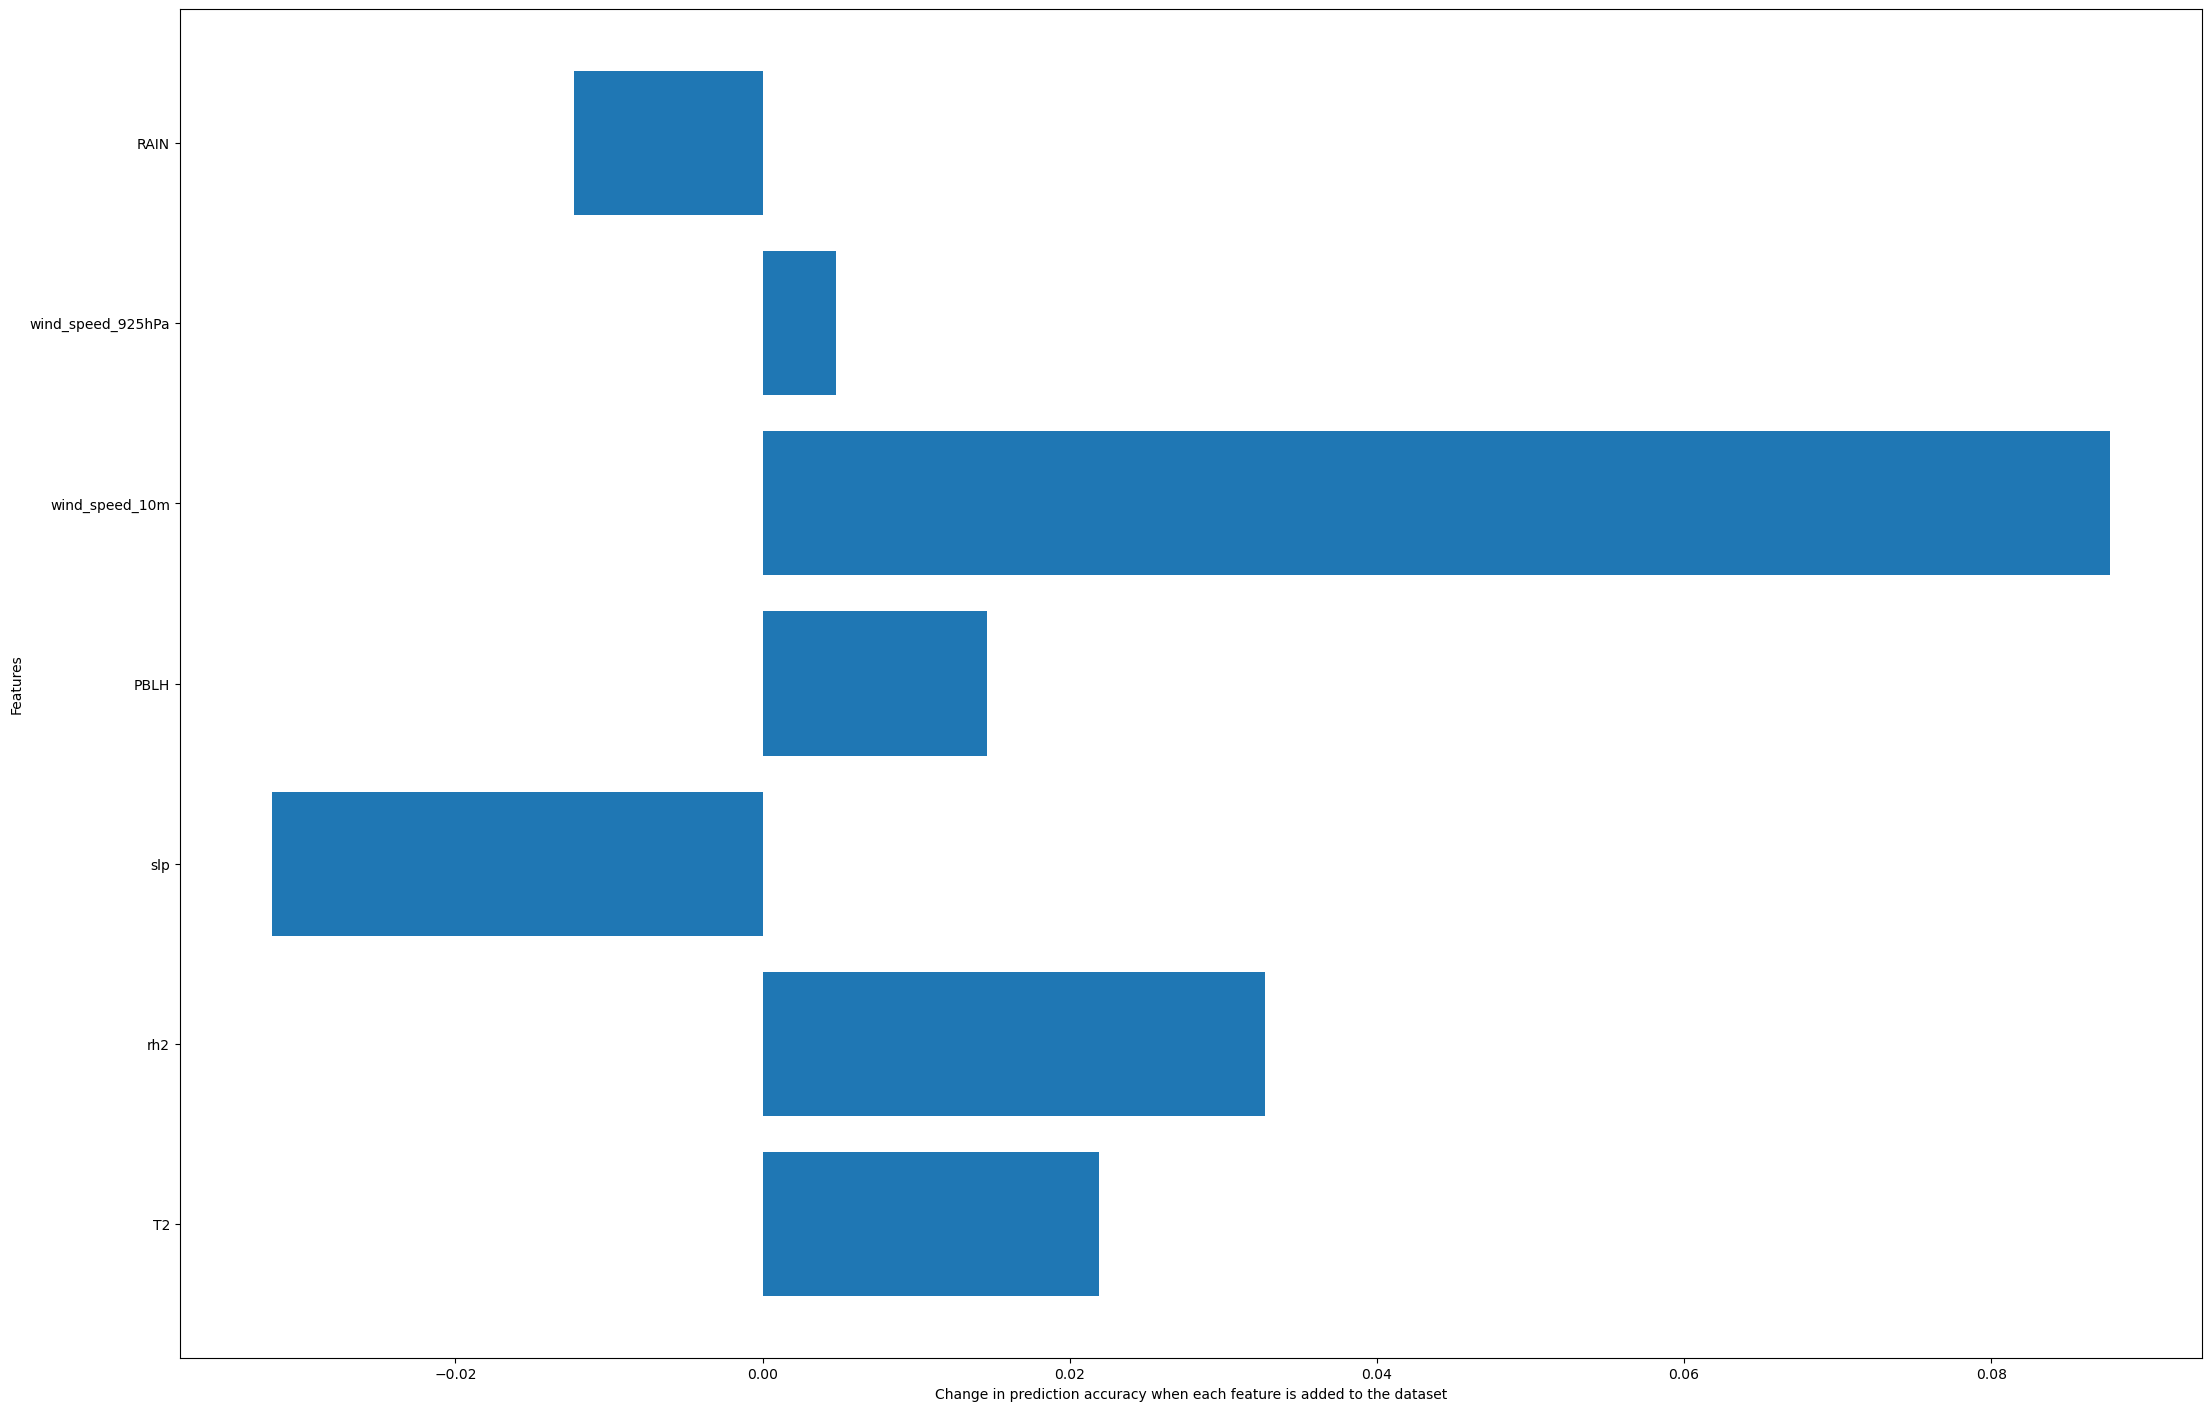 RAIN
wind_speed_925hPa
wind_speed_10m
PBLH
slp
rh2
T2
Features
−0.02 0.00 0.02 0.04 0.06 0.08
Change in prediction accuracy when each feature is added to the dataset